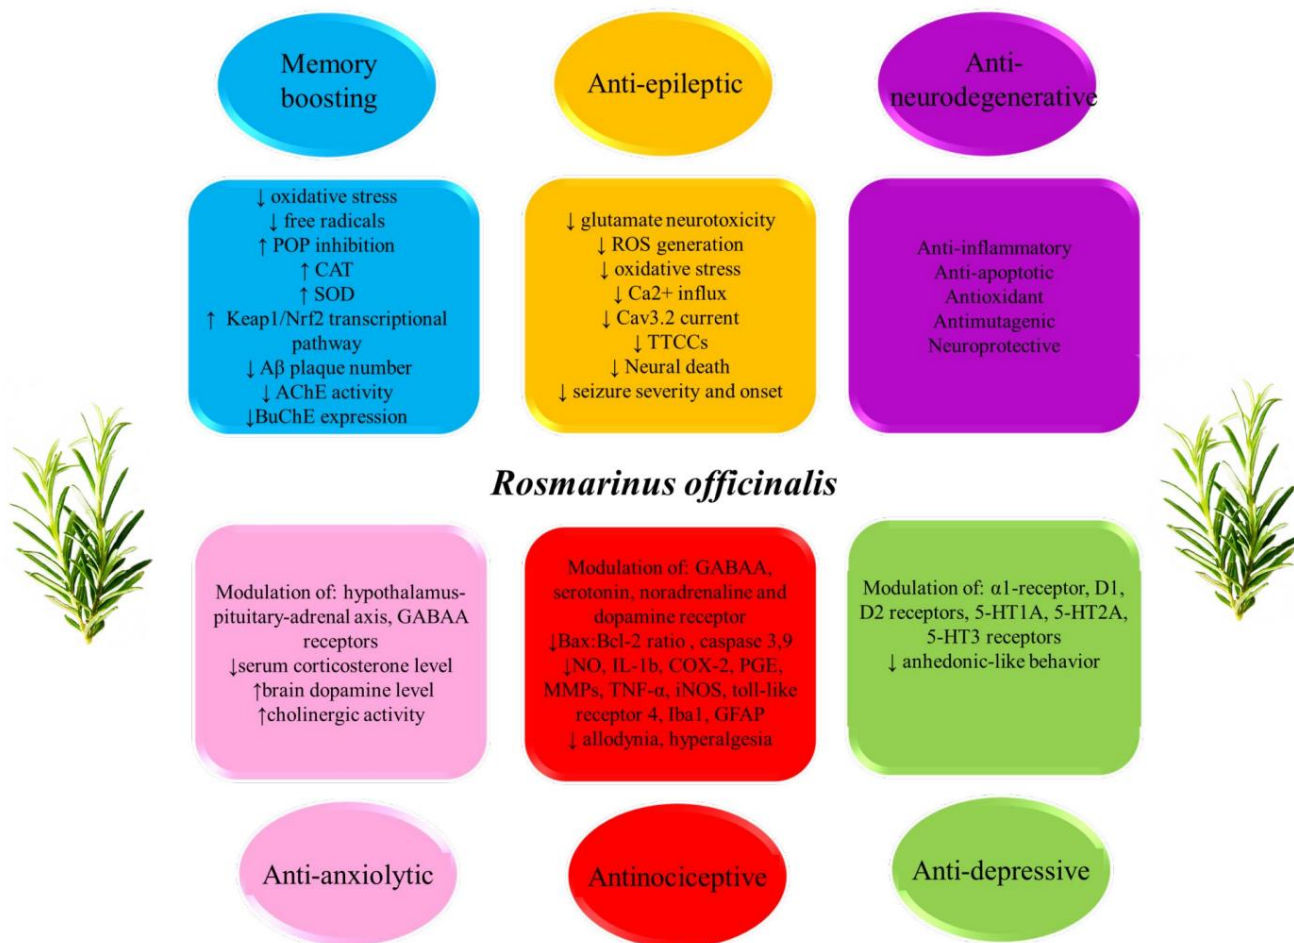 Memory
boosting
Anti-epileptic
Anti-
neurodegenerative
↓ oxidative stress
↓ free radicals
↑ POP inhibition
↑ CAT
↑ SOD
↑ Keap1/Nrf2 transcriptional
pathway
↓ Aβ plaque number
↓ AChE activity
↓BuChE expression
↓ glutamate neurotoxicity
↓ ROS generation
↓ oxidative stress
↓ Ca2+ influx
↓ Cav3.2 current
↓ TTCCs
↓ Neural death
↓ seizure severity and onset
Anti-inflammatory
Anti-apoptotic
Antioxidant
Antimutagenic
Neuroprotective
Rosmarinus officinalis
Modulation of: hypothalamus-
pituitary-adrenal axis, GABAA
receptors
↓serum corticosterone level
↑brain dopamine level
↑cholinergic activity
Modulation of: GABAA,
serotonin, noradrenaline and
dopamine receptor
↓Bax:Bcl-2 ratio , caspase 3,9
↓NO, IL-1b, COX-2, PGE,
MMPs, TNF-α, iNOS, toll-like
receptor 4, Iba1, GFAP
↓ allodynia, hyperalgesia
Modulation of: α1-receptor, D1,
D2 receptors, 5-HT1A, 5-HT2A,
5-HT3 receptors
↓ anhedonic-like behavior
Anti-anxiolytic
Antinociceptive
Anti-depressive